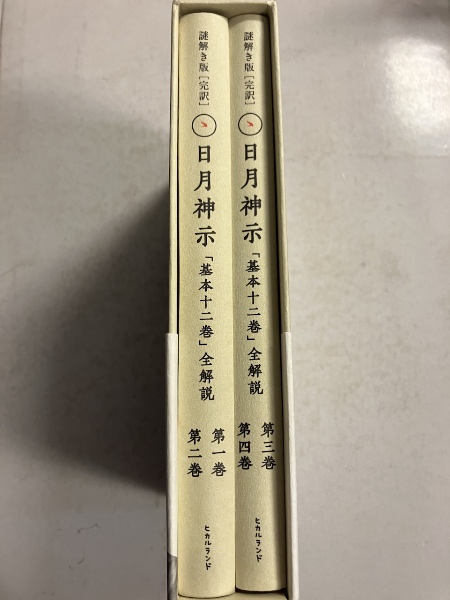 謎解き版［完訳］
日月神示
「基本十二巻」全解説
第一巻
第二巻
ヒカルランド
謎解き版［完訳］
日月神示
「基本十二巻」全解説
第三巻
第四巻
ヒカルランド